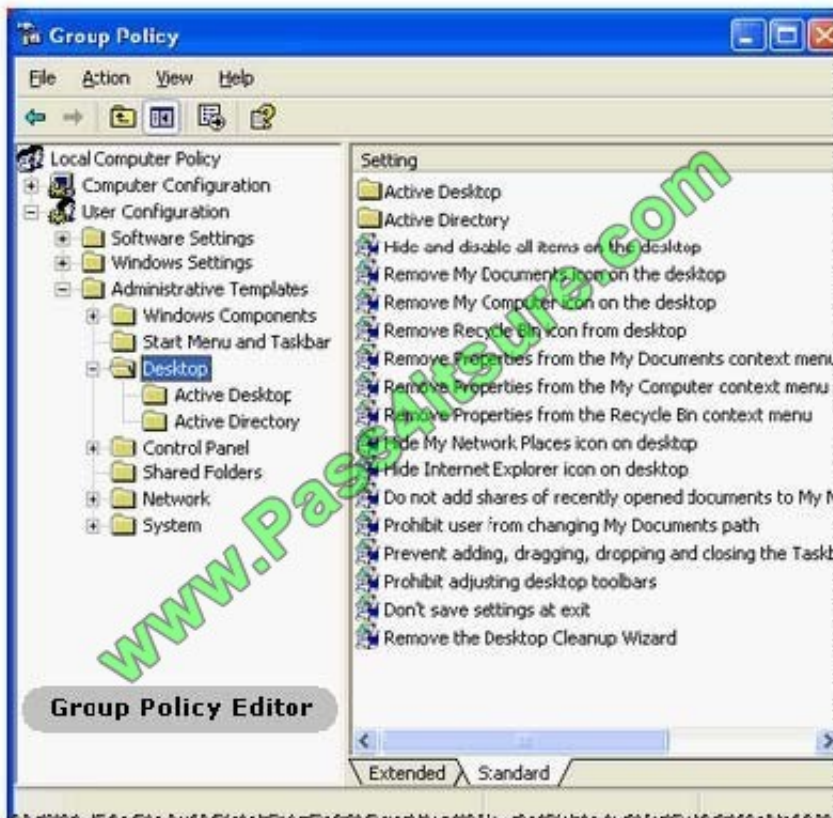 Group Policy
File Action View Help
Local Computer Policy
Computer Configuration
User Configuration
Software Settings
Windows Settings
Administrative Templates
Windows Components
Start Menu and Taskbar
Desktop
Active Desktop
Active Directory
Control Panel
Shared Folders
Network
System
Setting
Active Desktop
Active Directory
Hide and disable all items on the desktop
Remove My Documents icon on the desktop
Remove My Computer icon on the desktop
Remove Recycle Bin icon from desktop
Remove Properties from the My Documents context menu
Remove Properties from the My Computer context menu
Remove Properties from the Recycle Bin context menu
Hide My Network Places icon on desktop
Hide Internet Explorer icon on desktop
Do not add shares of recently opened documents to My N
Prohibit user from changing My Documents path
Prevent adding, dragging, dropping and closing the Taskb
Prohibit adjusting desktop toolbars
Don't save settings at exit
Remove the Desktop Cleanup Wizard
Extended Standard
Group Policy Editor
www.Pass4itsure.com